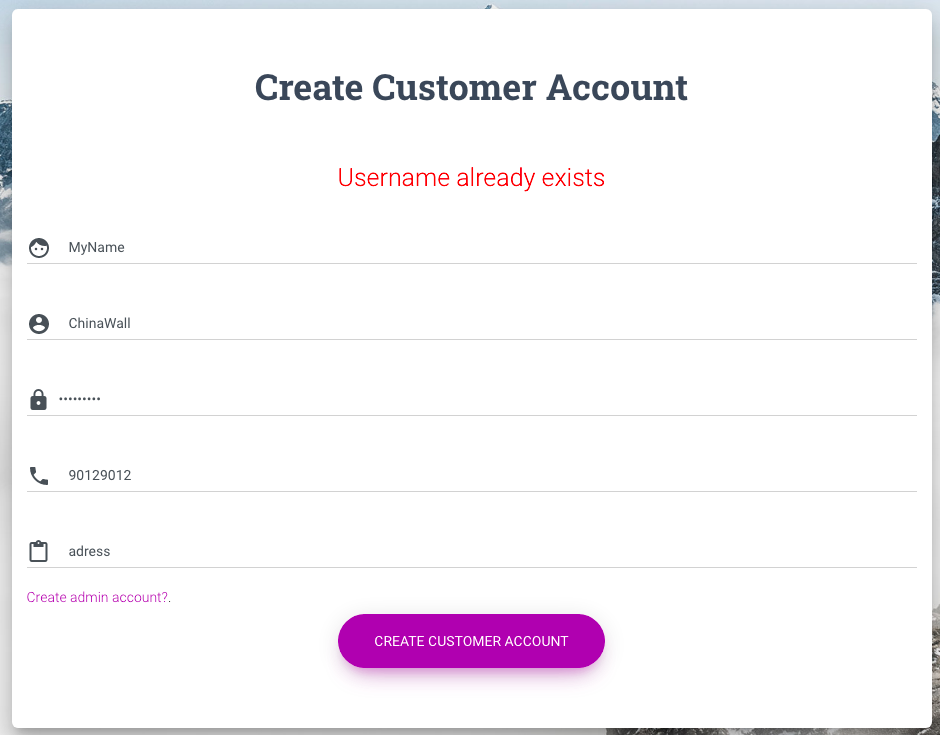 Create Customer Account
Username already exists
MyName
ChinaWall
•••••••••
90129012
adress
Create admin account?.
CREATE CUSTOMER ACCOUNT